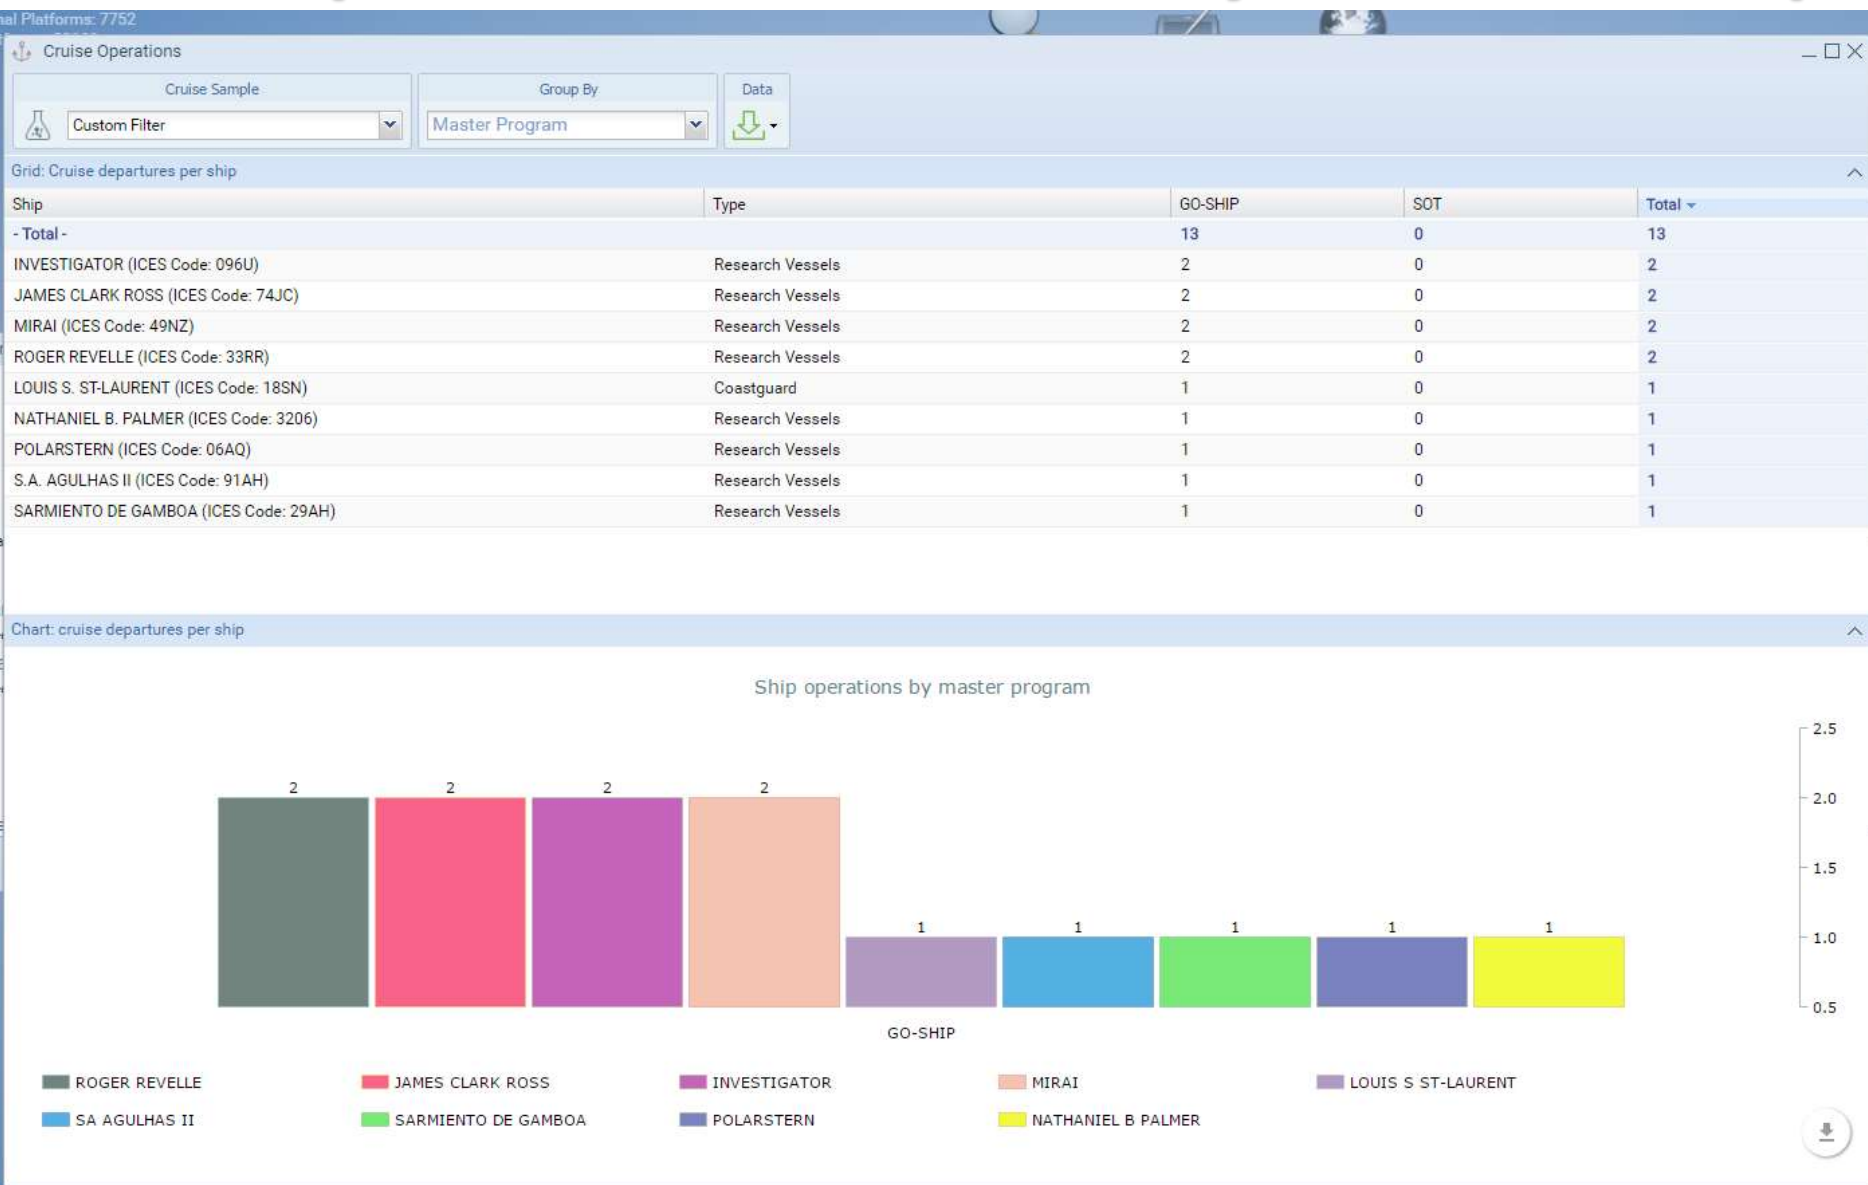 nal Platforms: 7752
Cruise Operations
Cruise Sample Group By Data
Custom Filter Master Program
Grid: Cruise departures per ship
Ship Type GO-SHIP SOT Total
- Total - 13 0 13
INVESTIGATOR (ICES Code: 096U) Research Vessels 2 0 2
JAMES CLARK ROSS (ICES Code: 74JC) Research Vessels 2 0 2
MIRAI (ICES Code: 49NZ) Research Vessels 2 0 2
ROGER REVELLE (ICES Code: 33RR) Research Vessels 2 0 2
LOUIS S. ST-LAURENT (ICES Code: 18SN) Coastguard 1 0 1
NATHANIEL B. PALMER (ICES Code: 3206) Research Vessels 1 0 1
POLARSTERN (ICES Code: 06AQ) Research Vessels 1 0 1
S.A. AGULHAS II (ICES Code: 91AH) Research Vessels 1 0 1
SARMIENTO DE GAMBOA (ICES Code: 29AH) Research Vessels 1 0 1
Chart: cruise departures per ship
Ship operations by master program
2.5
2 2 2 2 2.0
1.5
1 1 1 1 1 1.0
0.5
GO-SHIP
ROGER REVELLE JAMES CLARK ROSS INVESTIGATOR MIRAI LOUIS S ST-LAURENT
SA AGULHAS II SARMIENTO DE GAMBOA POLARSTERN NATHANIEL B PALMER